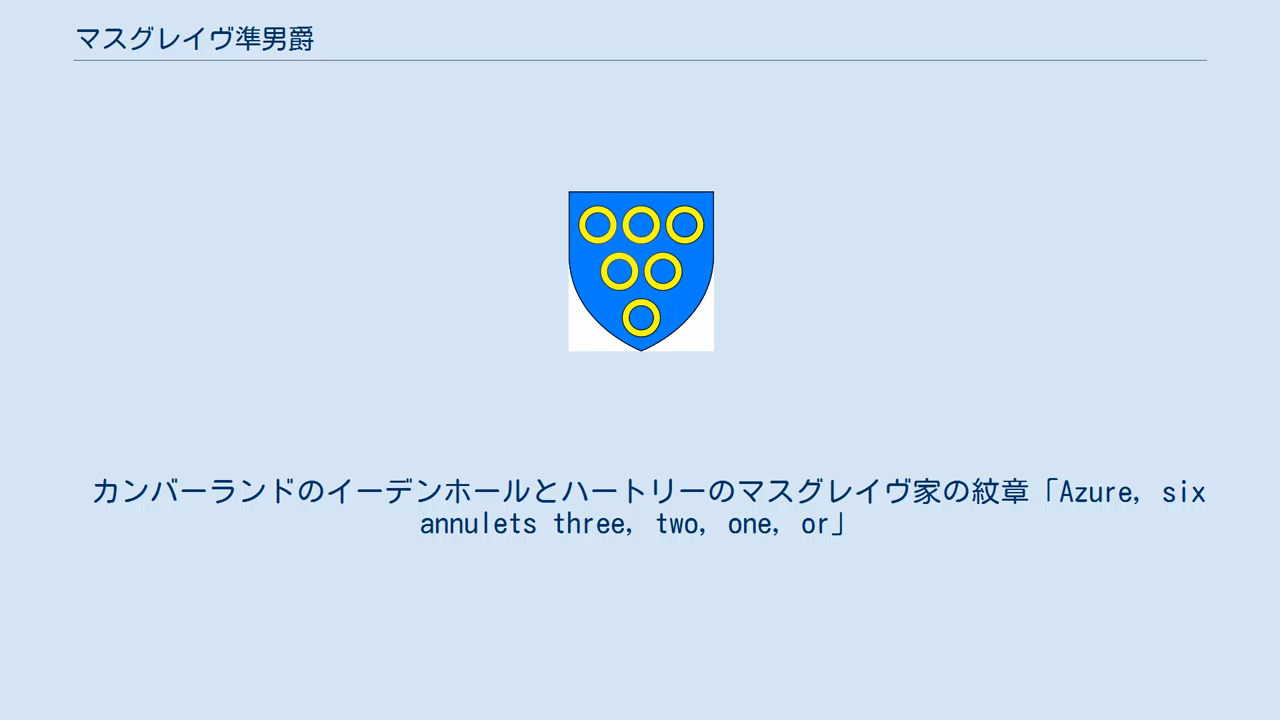 マスグレイヴ準男爵
カンバーランドのイーデンホールとハートリーのマスグレイヴ家の紋章「Azure, six
annulets three, two, one, or」